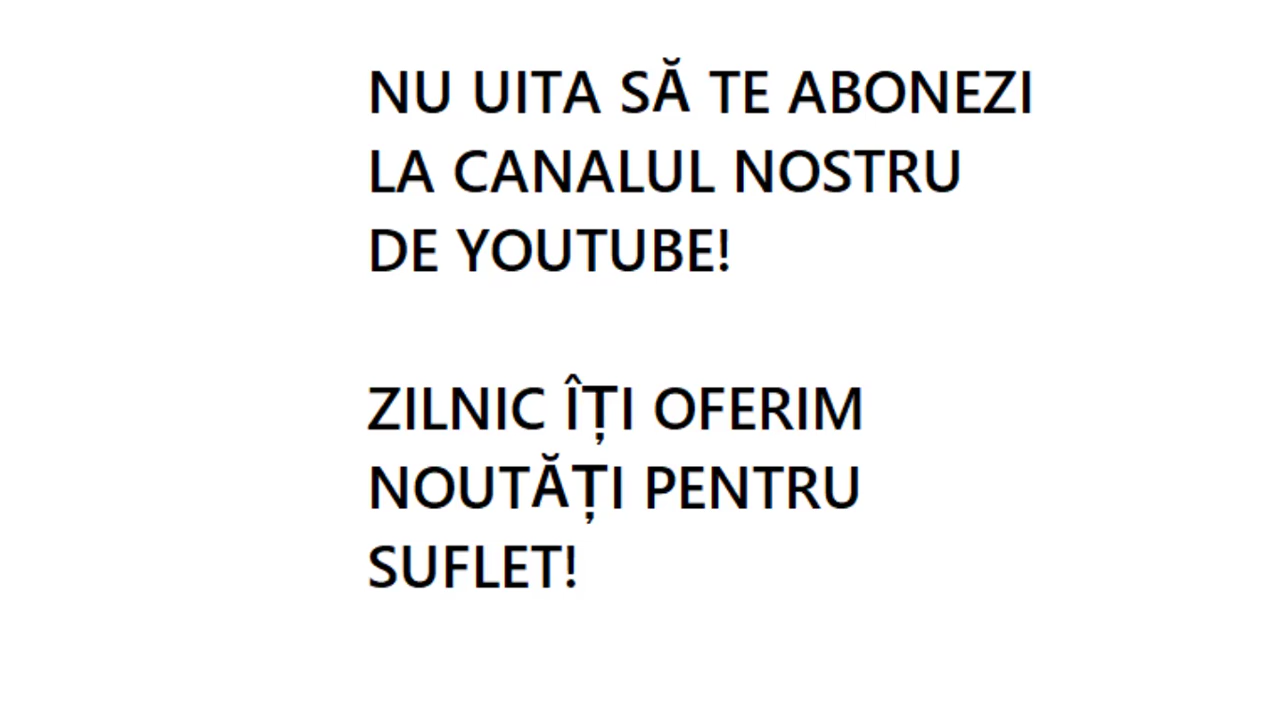 NU UITA SĂ TE ABONEZI
LA CANALUL NOSTRU
DE YOUTUBE!
ZILNIC ÎȚI OFERIM
NOUTĂȚI PENTRU
SUFLET!